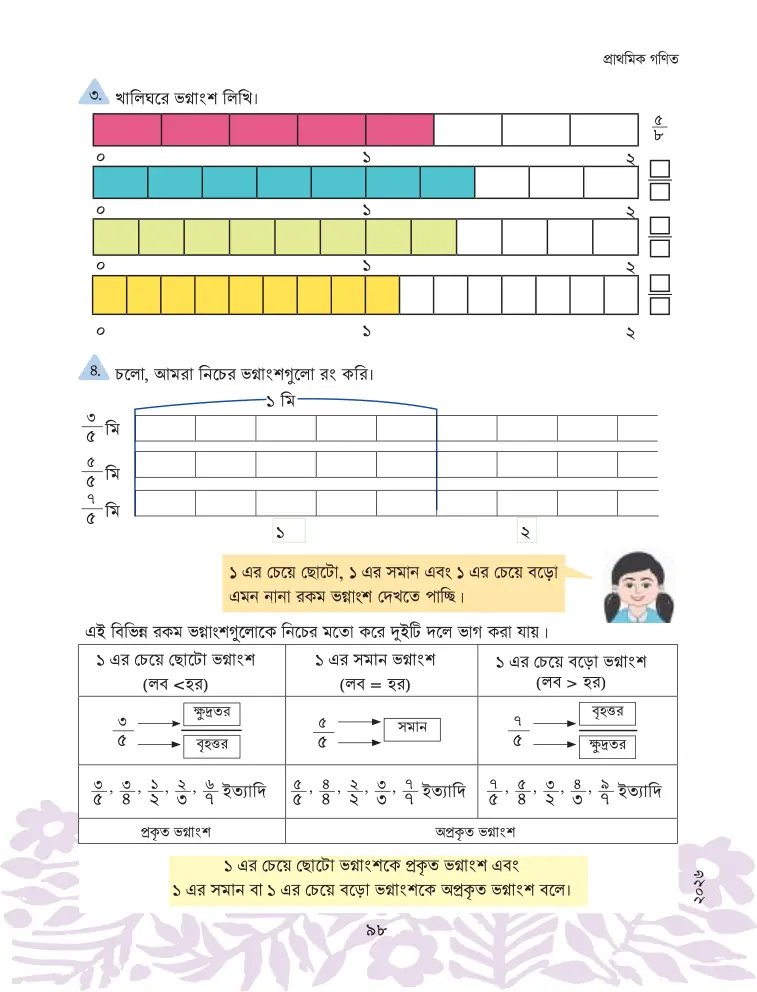 প্রাথমিক গণিত
৩. খালিঘরে ভগ্নাংশ লিখি।
৫/৮
০ ১ ২
০ ১ ২
০ ১ ২
০ ১ ২
৪. চলো, আমরা নিচের ভগ্নাংশগুলো রং করি।
১ মি
৩/৫ মি
৫/৫ মি
৭/৫ মি
১ ২
১ এর চেয়ে ছোটো, ১ এর সমান এবং ১ এর চেয়ে বড়ো
এমন নানা রকম ভগ্নাংশ দেখতে পাচ্ছি।
এই বিভিন্ন রকম ভগ্নাংশগুলোকে নিচের মতো করে দুইটি দলে ভাগ করা যায়।
১ এর চেয়ে ছোটো ভগ্নাংশ
(লব <হর)
১ এর সমান ভগ্নাংশ
(লব = হর)
১ এর চেয়ে বড়ো ভগ্নাংশ
(লব > হর)
৩/৫ ক্ষুদ্রতর বৃহত্তর
৫/৫ সমান
৭/৫ বৃহত্তর ক্ষুদ্রতর
৩/৫, ৩/৪, ১/২, ২/৩, ৬/৭ ইত্যাদি
৫/৫, ৪/৪, ২/২, ৩/৩, ৭/৭ ইত্যাদি
৭/৫, ৫/৪, ৩/২, ৪/৩, ৯/৭ ইত্যাদি
প্রকৃত ভগ্নাংশ
অপ্রকৃত ভগ্নাংশ
১ এর চেয়ে ছোটো ভগ্নাংশকে প্রকৃত ভগ্নাংশ এবং
১ এর সমান বা ১ এর চেয়ে বড়ো ভগ্নাংশকে অপ্রকৃত ভগ্নাংশ বলে।
২০২৬
৯৮